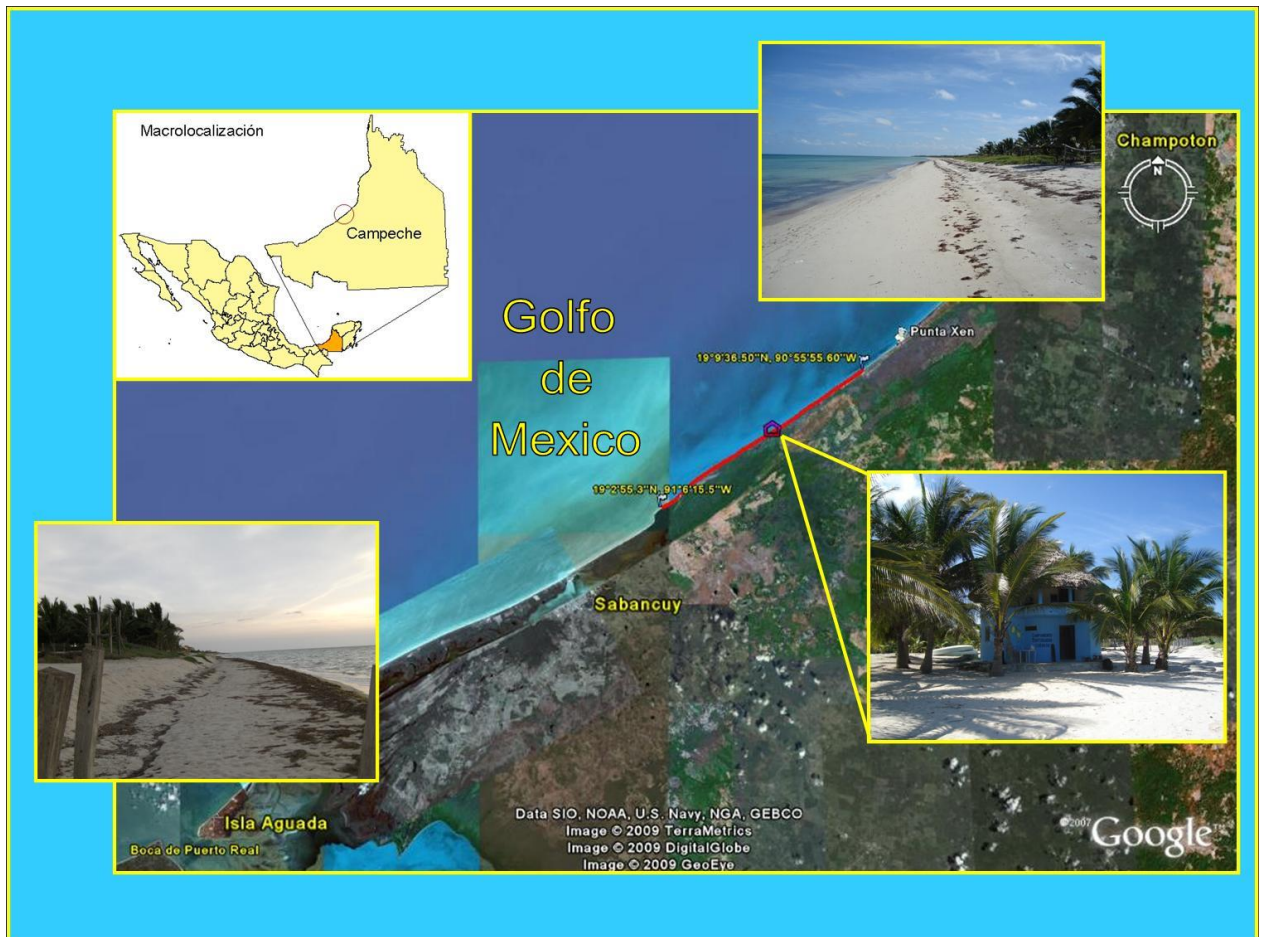 Macrolocalización
Campeche
Champoton
N
Golfo
de
Mexico
Punta Xen
19°9'36.50"N, 90°55'55.60"W
19°2'55.3"N, 91°6'15.5"W
Sabancuy
Isla Aguada
Boca de Puerto Real
Data SIO, NOAA, U.S. Navy, NGA, GEBCO
Image © 2009 TerraMetrics
Image © 2009 DigitalGlobe
Image © 2009 GeoEye
©2007 Google™